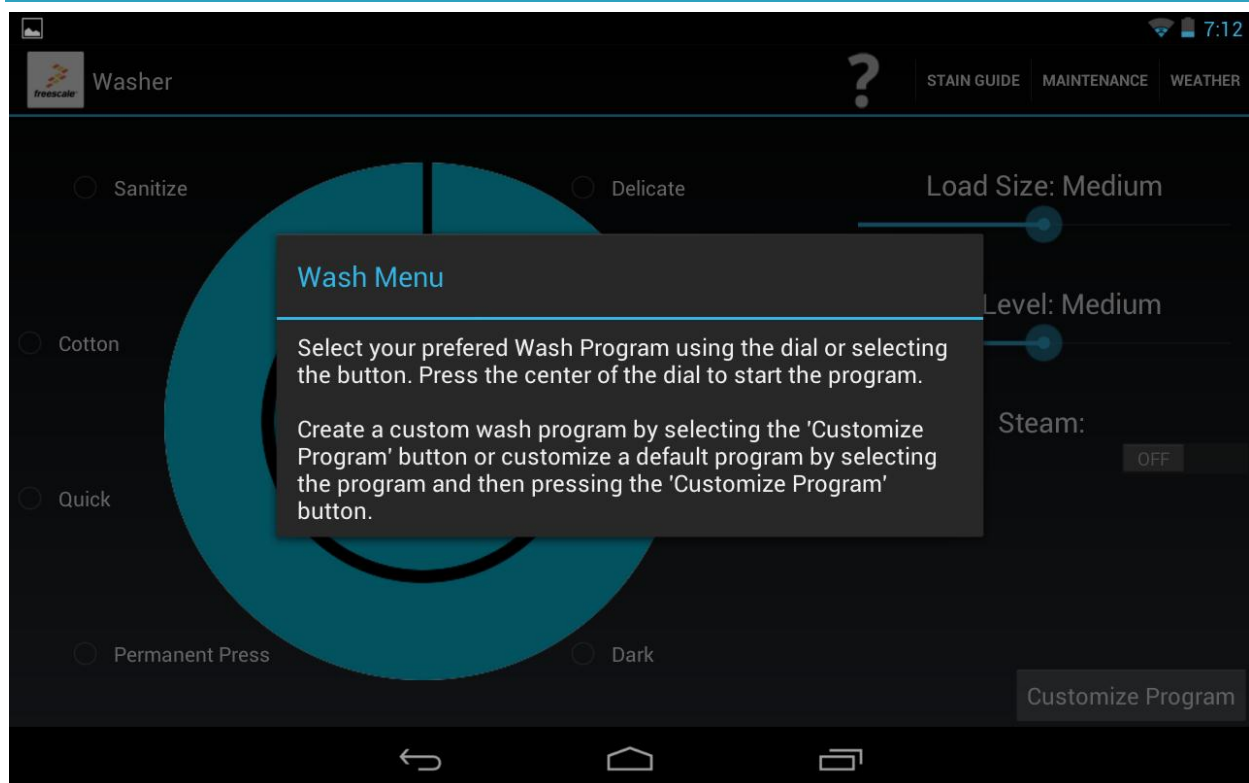 7:12
freescale
Washer
?
STAIN GUIDE
MAINTENANCE
WEATHER
Sanitize
Delicate
Load Size: Medium
Wash Menu
Level: Medium
Cotton
Select your prefered Wash Program using the dial or selecting
the button. Press the center of the dial to start the program.
Create a custom wash program by selecting the 'Customize
Program' button or customize a default program by selecting
the program and then pressing the 'Customize Program'
button.
Steam:
OFF
Quick
Permanent Press
Dark
Customize Program